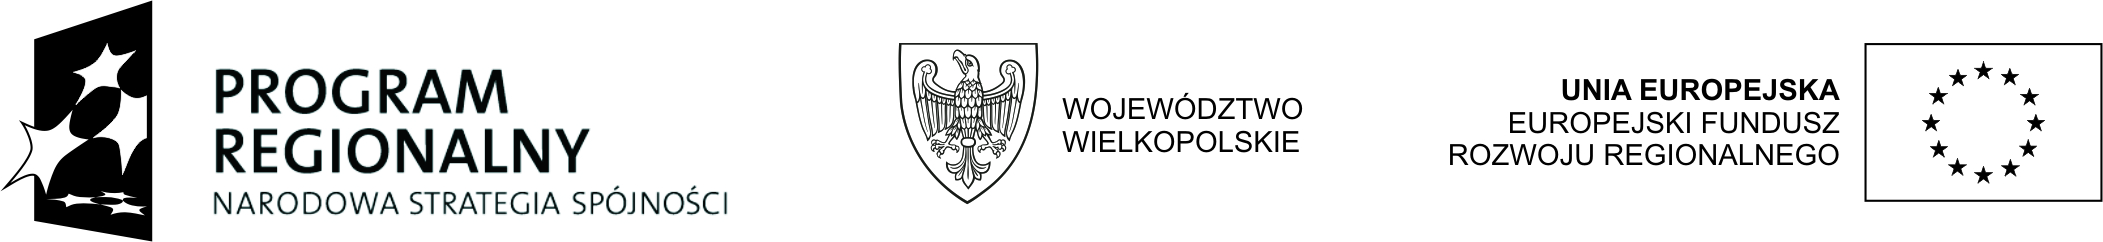 PROGRAM
REGIONALNY
NARODOWA STRATEGIA SPÓJNOŚCI
WOJEWÓDZTWO
WIELKOPOLSKIE
UNIA EUROPEJSKA
EUROPEJSKI FUNDUSZ
ROZWOJU REGIONALNEGO